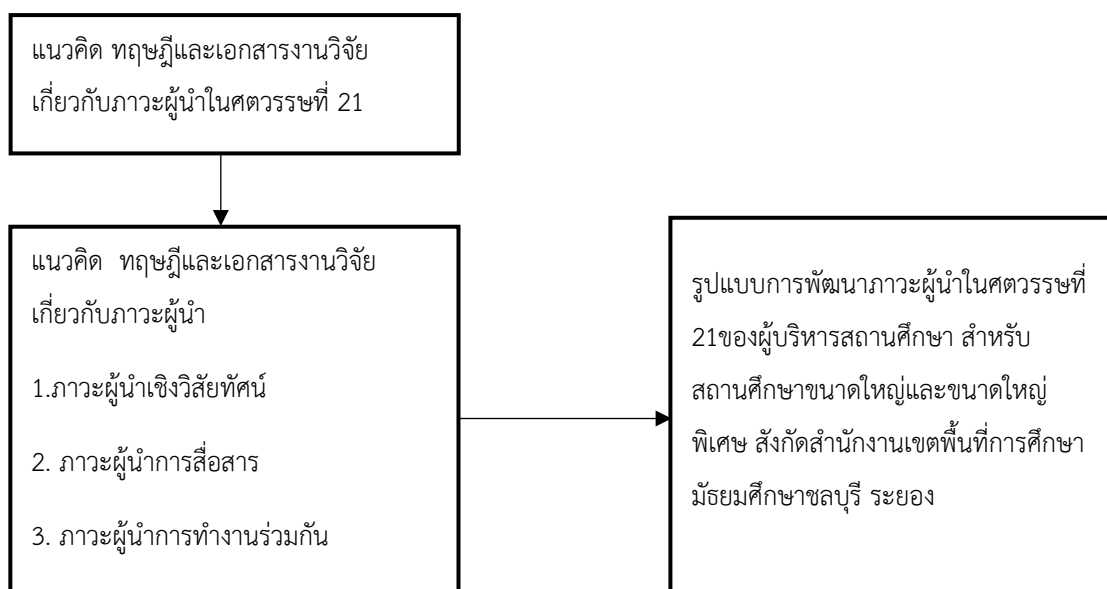 แนวคิด ทฤษฎีและเอกสารงานวิจัย
เกี่ยวกับภาวะผู้นำในศตวรรษที่ 21
แนวคิด ทฤษฎีและเอกสารงานวิจัย
เกี่ยวกับภาวะผู้นำ
1.ภาวะผู้นำเชิงวิสัยทัศน์
2. ภาวะผู้นำการสื่อสาร
3. ภาวะผู้นำการทำงานร่วมกัน
รูปแบบการพัฒนาภาวะผู้นำในศตวรรษที่
21ของผู้บริหารสถานศึกษา สำหรับ
สถานศึกษาขนาดใหญ่และขนาดใหญ่
พิเศษ สังกัดสำนักงานเขตพื้นที่การศึกษา
มัธยมศึกษาชลบุรี ระยอง